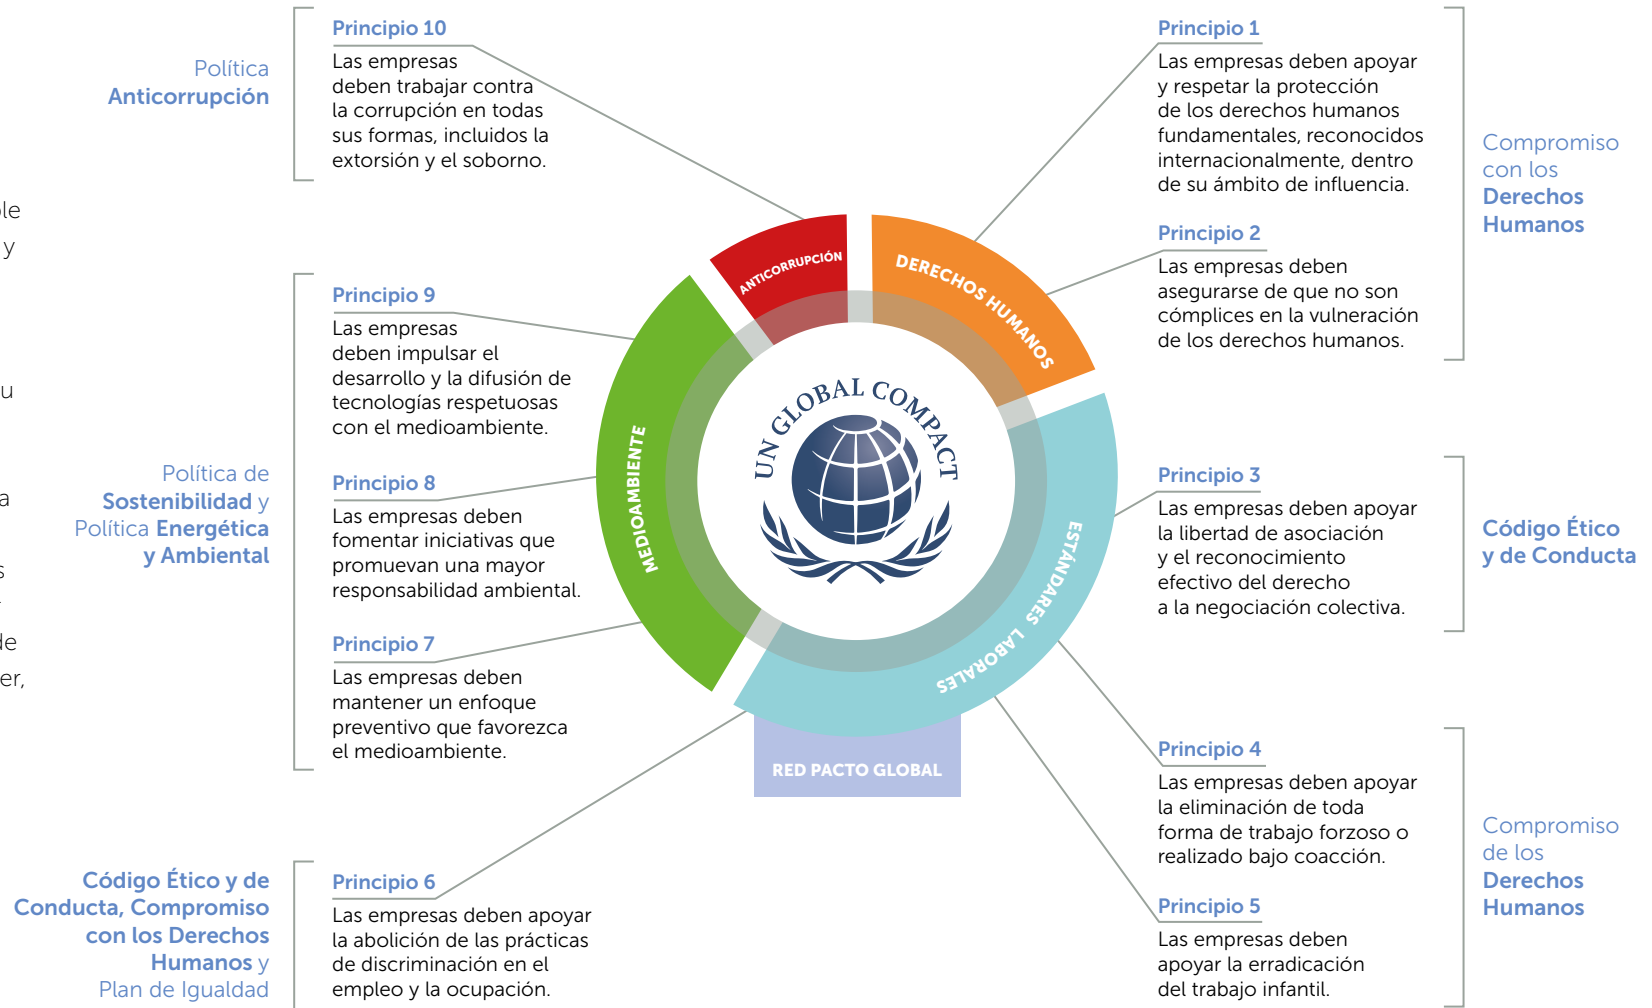 Política
Anticorrupción
Principio 10
Las empresas
deben trabajar contra
la corrupción en todas
sus formas, incluidos la
extorsión y el soborno.
Principio 1
Las empresas deben apoyar
y respetar la protección
de los derechos humanos
fundamentales, reconocidos
internacionalmente, dentro
de su ámbito de influencia.
Principio 2
Las empresas deben
asegurarse de que no son
cómplices en la vulneración
de los derechos humanos.
Compromiso
con los
Derechos
Humanos
y
Política de
Sostenibilidad y
Política Energética
y Ambiental
Principio 9
Las empresas
deben impulsar el
desarrollo y la difusión de
tecnologías respetuosas
con el medioambiente.
Principio 8
Las empresas deben
fomentar iniciativas que
promuevan una mayor
responsabilidad ambiental.
Principio 7
Las empresas deben
mantener un enfoque
preventivo que favorezca
el medioambiente.
ANTICORRUPCIÓN
DERECHOS HUMANOS
MEDIOAMBIENTE
UN GLOBAL COMPACT
ESTÁNDARES LABORALES
RED PACTO GLOBAL
Principio 3
Las empresas deben apoyar
la libertad de asociación
y el reconocimiento
efectivo del derecho
a la negociación colectiva.
Código Ético
y de Conducta
Principio 4
Las empresas deben apoyar
la eliminación de toda
forma de trabajo forzoso o
realizado bajo coacción.
Principio 5
Las empresas deben
apoyar la erradicación
del trabajo infantil.
Compromiso
de los
Derechos
Humanos
Código Ético y de
Conducta, Compromiso
con los Derechos
Humanos y
Plan de Igualdad
Principio 6
Las empresas deben apoyar
la abolición de las prácticas
de discriminación en el
empleo y la ocupación.